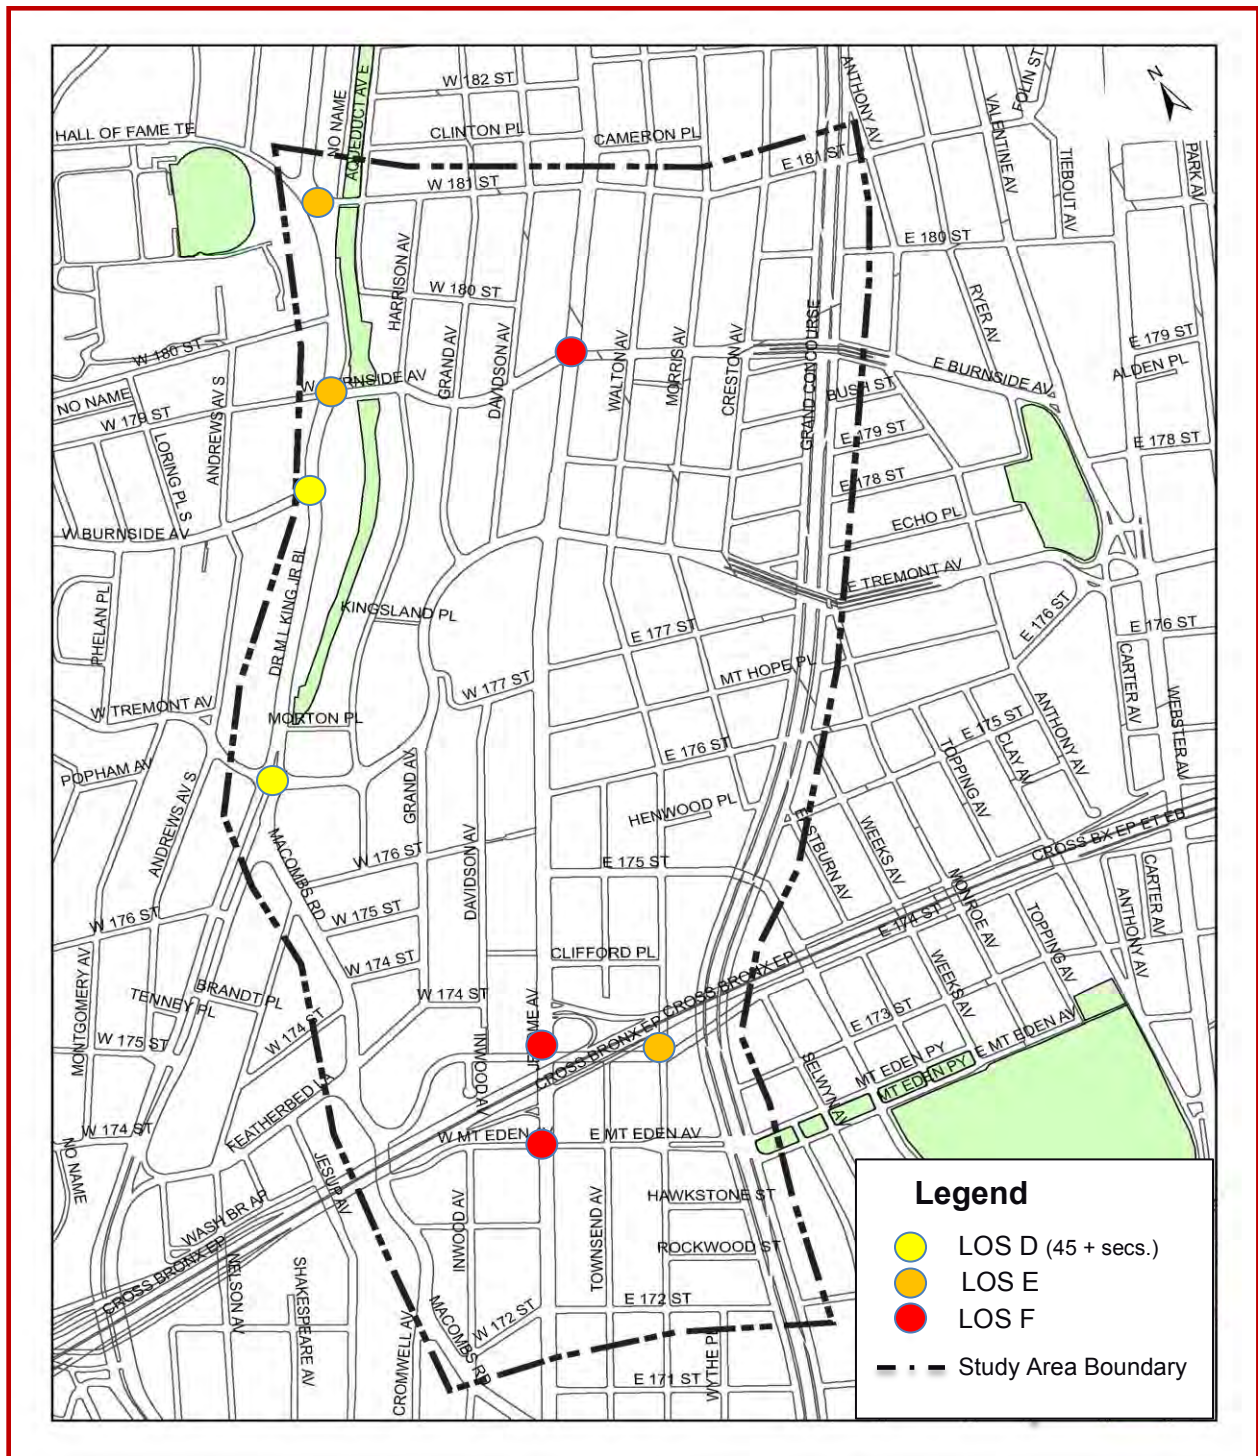 N
W 182 ST
AQUEDUCT AV E
NO NAME
ANTHONY AV
FOLIN ST
VALENTINE AV
HALL OF FAME TE
CLINTON PL
CAMERON PL
TIEBOUT AV
PARK AV
E 181 ST
W 181 ST
E 180 ST
HARRISON AV
W 180 ST
RYER AV
GRAND CONCOURSE
W 180 ST
GRAND AV
DAVIDSON AV
WALTON AV
MORRIS AV
CRESTON AV
E 179 ST
ALDEN PL
E BURNSIDE AV
BUSH ST
NO NAME
W 179 ST
ANDREWS AV S
LORING PL S
E 179 ST
E 178 ST
E 178 ST
W BURNSIDE AV
ECHO PL
E TREMONT AV
PHELAN PL
DR M L KING JR BL
KINGSLAND PL
E 177 ST
E 176 ST
E 176 ST
CARTER AV
WEBSTER AV
MT HOPE PL
W 177 ST
W TREMONT AV
MORTON PL
E 175 ST
ANTHONY AV
CLAY AV
TOPPING AV
E 176 ST
POPHAM AV
ANDREWS AV S
GRAND AV
HENWOOD PL
EASTBURN AV
WEEKS AV
CROSS BX EP ET EB
MACOMBS RD
DAVIDSON AV
W 176 ST
E 175 ST
MONROE AV
CARTER AV
ANTHONY AV
W 176 ST
W 175 ST
E 174 ST
TOPPING AV
W 174 ST
CLIFFORD PL
WEEKS AV
MONTGOMERY AV
TENNEY PL
BRANDT PL
W 174 ST
CROSS BRONX EP
E 173 ST
E MT EDEN AV
W 175 ST
W 174 ST
INWOOD AV
CROSS BRONX EP
MT EDEN PY
MT EDEN PY
SELWYN AV
FEATHERBED LA
W 174 ST
E MT EDEN AV
NO NAME
JESUP AV
WASH BR AP
INWOOD AV
TOWNSEND AV
HAWKSTONE ST
ROCKWOOD ST
CROSS BRONX EP
NELSON AV
SHAKESPEARE AV
CROMWELL AV
MACOMBS RD
W 172 ST
E 172 ST
WYTHE PL
E 171 ST
Legend
LOS D (45 + secs.)
LOS E
LOS F
Study Area Boundary